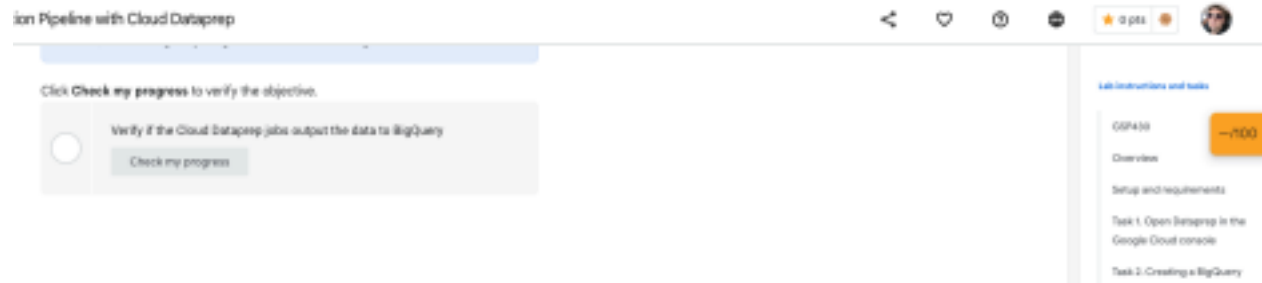 ion Pipeline with Cloud Dataprep
0 pts
Click Check my progress to verify the objective.
Verify if the Cloud Dataprep jobs output the data to BigQuery
Check my progress
Lab instructions and tasks
GSP430
—/100
Overview
Setup and requirements
Task 1. Open Dataprep in the
Google Cloud console
Task 2. Creating a BigQuery